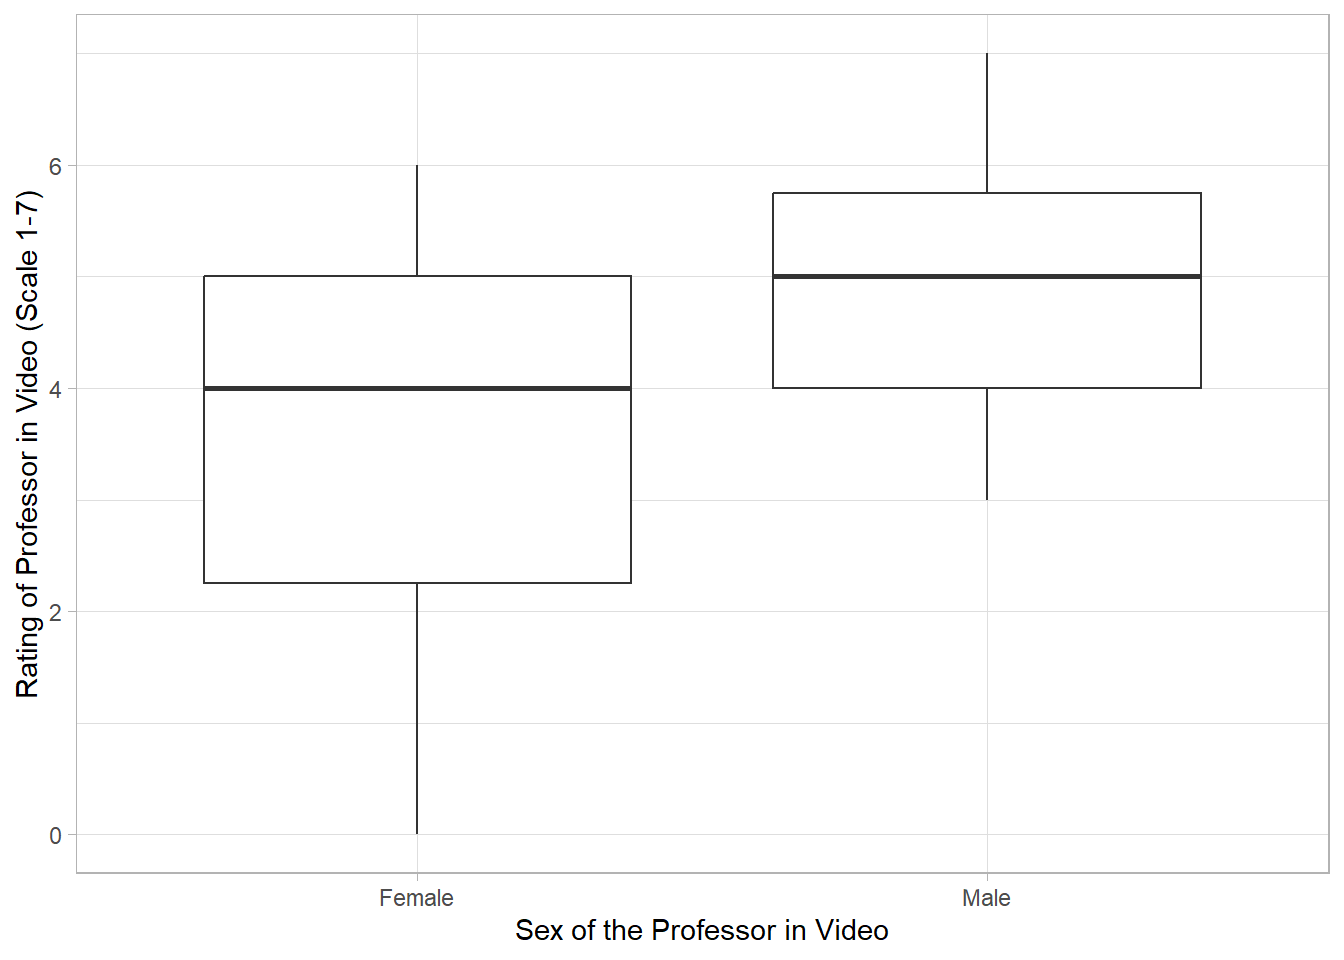 Rating of Professor in Video (Scale 1-7)
6
4
2
0
Female Male
Sex of the Professor in Video